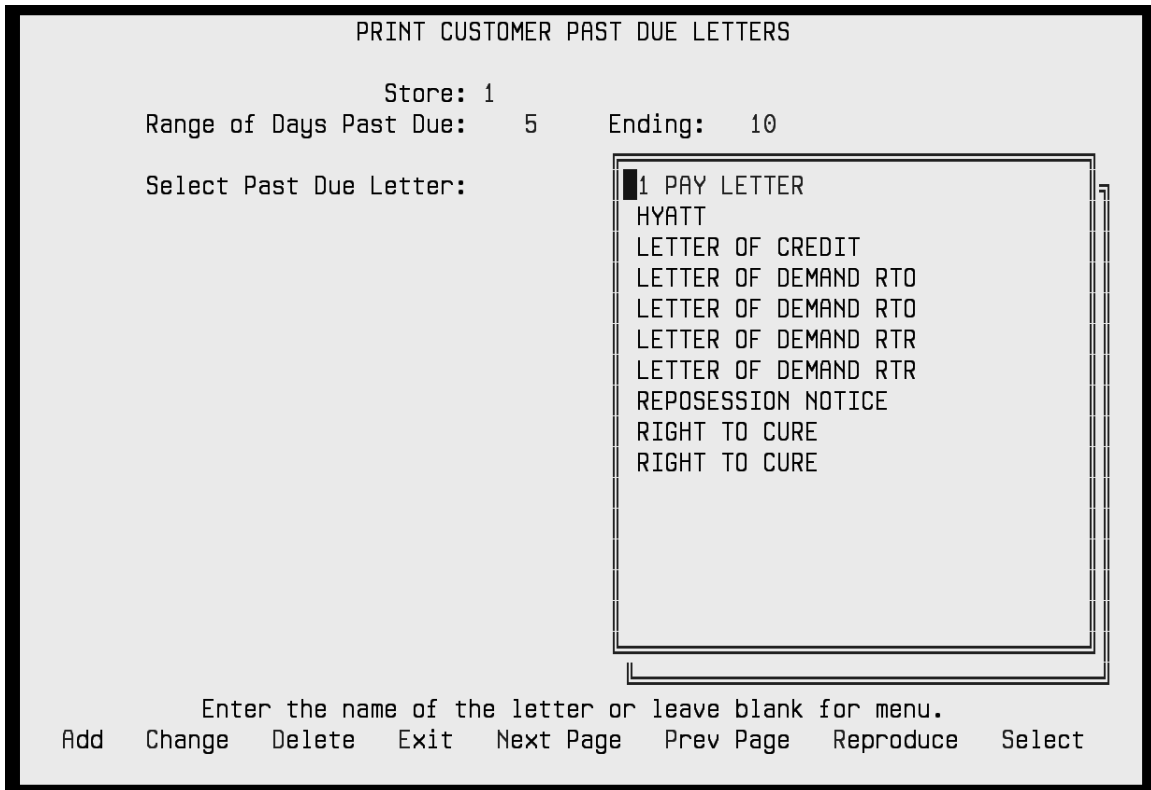 PRINT CUSTOMER PAST DUE LETTERS
Store: 1
Range of Days Past Due: 5 Ending: 10
Select Past Due Letter:
1 PAY LETTER
HYATT
LETTER OF CREDIT
LETTER OF DEMAND RTO
LETTER OF DEMAND RTO
LETTER OF DEMAND RTR
LETTER OF DEMAND RTR
REPOSESSION NOTICE
RIGHT TO CURE
RIGHT TO CURE
Enter the name of the letter or leave blank for menu.
Add Change Delete Exit Next Page Prev Page Reproduce Select